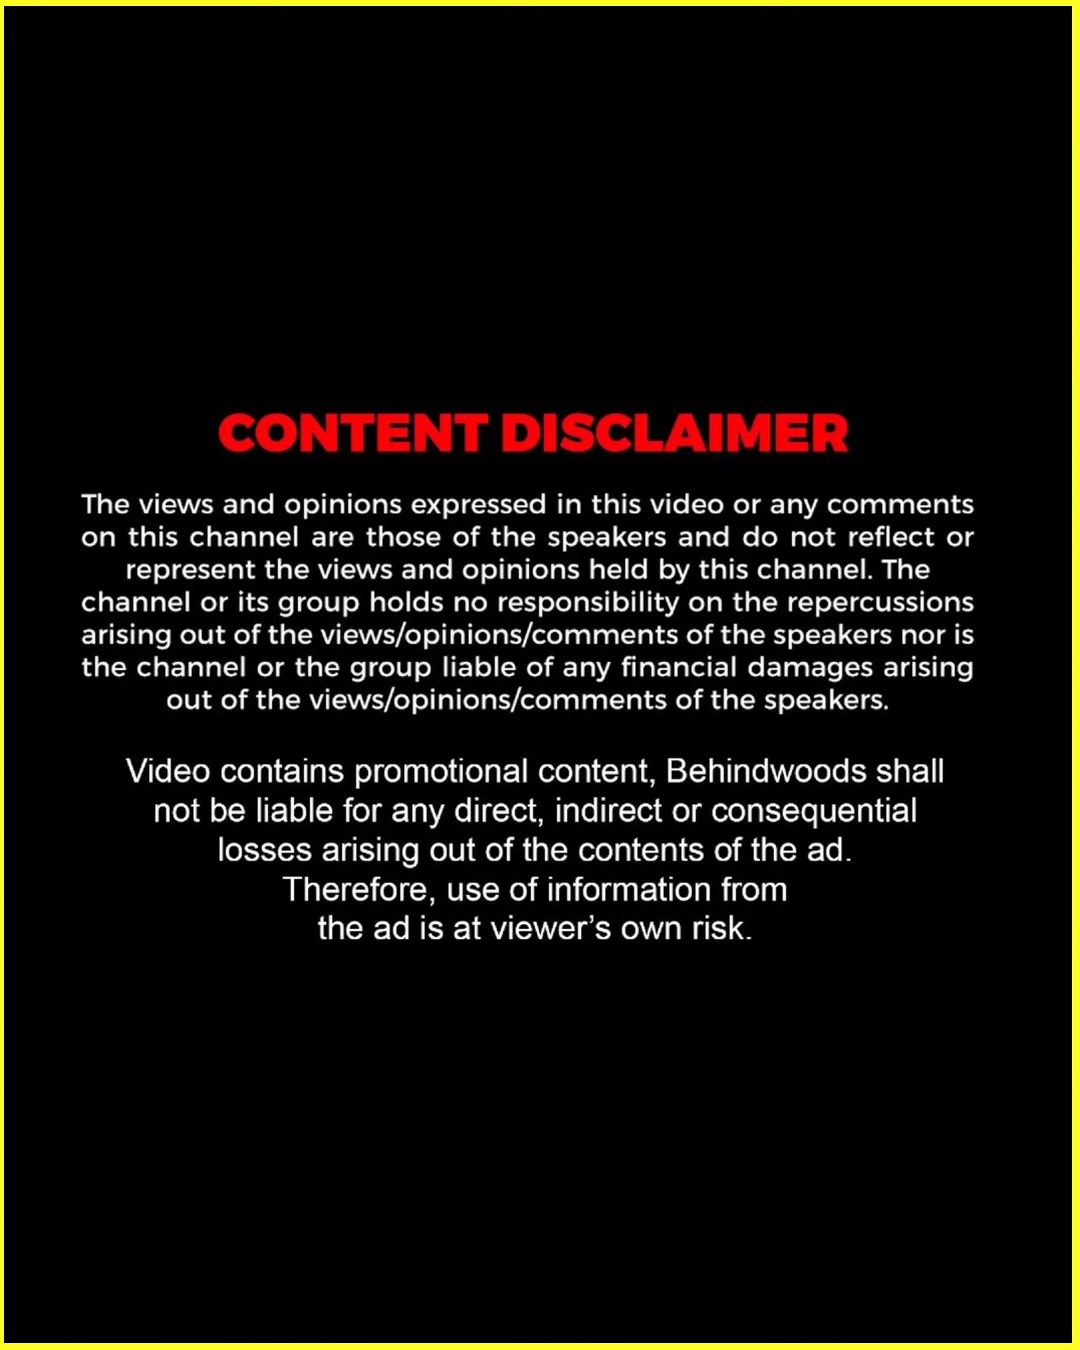 CONTENT DISCLAIMER
The views and opinions expressed in this video or any comments
on this channel are those of the speakers and do not reflect or
represent the views and opinions held by this channel. The
channel or its group holds no responsibility on the repercussions
arising out of the views/opinions/comments of the speakers nor is
the channel or the group liable of any financial damages arising
out of the views/opinions/comments of the speakers.
Video contains promotional content, Behindwoods shall
not be liable for any direct, indirect or consequential
losses arising out of the contents of the ad.
Therefore, use of information from
the ad is at viewer’s own risk.